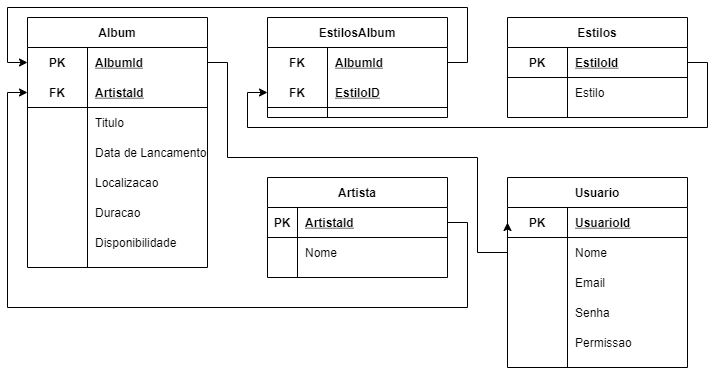 Album
PK AlbumId
FK ArtistaId
Titulo
Data de Lancamento
Localizacao
Duracao
Disponibilidade
EstilosAlbum
FK AlbumId
FK EstiloID
Estilos
PK EstiloId
Estilo
Artista
PK ArtistaId
Nome
Usuario
PK UsuarioId
Nome
Email
Senha
Permissao